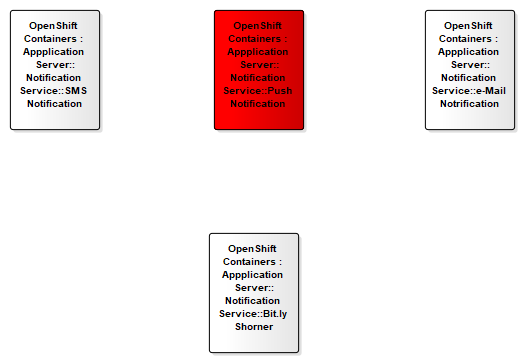 OpenShift
Containers :
Appplication
Server::
Notification
Service::SMS
Notification
OpenShift
Containers :
Appplication
Server::
Notification
Service::Push
Notification
OpenShift
Containers :
Appplication
Server::
Notification
Service::e-Mail
Notrification
OpenShift
Containers :
Appplication
Server::
Notification
Service::Bit.ly
Shorner